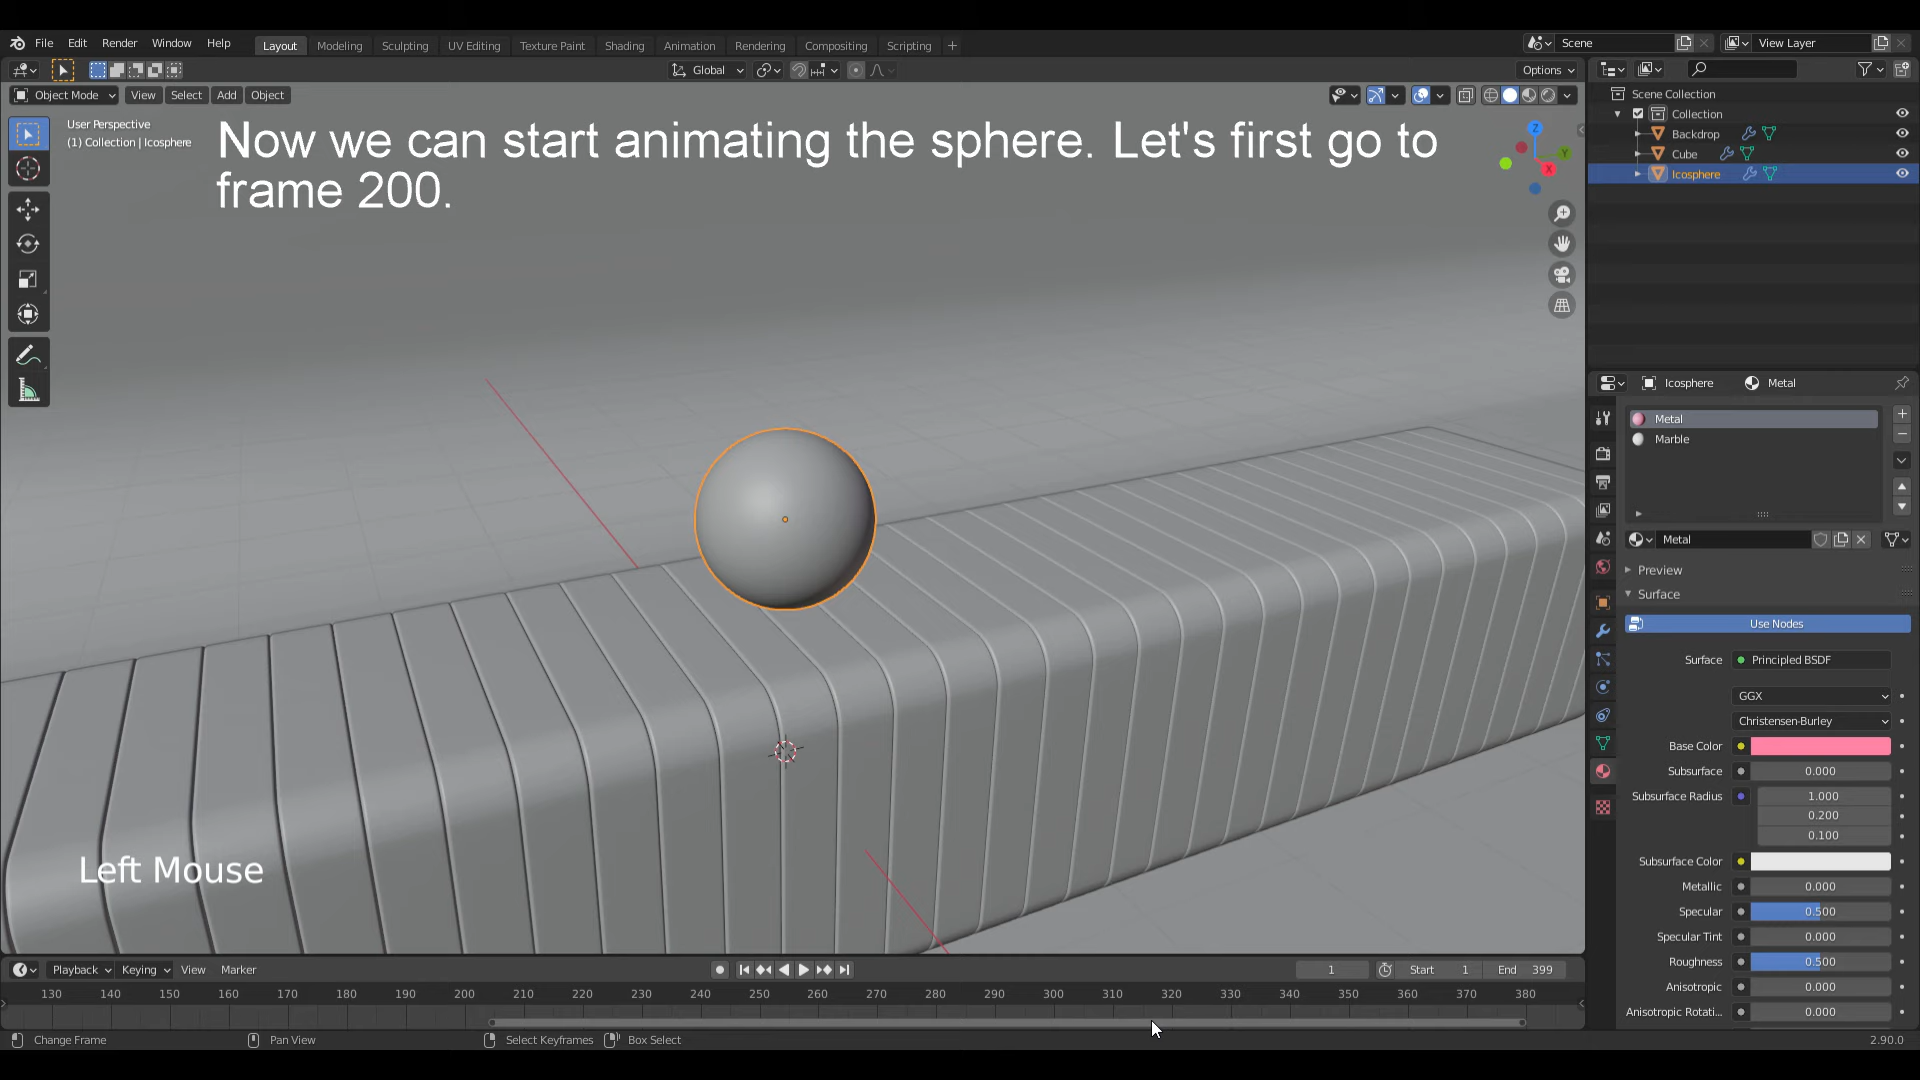 File Edit Render Window Help Layout Modeling Sculpting UV Editing Texture Paint Shading Animation Rendering Compositing Scripting + Scene View Layer
Global Options
Object Mode View Select Add Object
Scene Collection
Collection
Backdrop
Cube
Icosphere
User Perspective
(1) Collection | Icosphere
Now we can start animating the sphere. Let's first go to
frame 200.
Z
Y
X
Icosphere Metal
Metal
Marble
Metal
Preview
Surface
Use Nodes
Surface Principled BSDF
GGX
Christensen-Burley
Base Color
Subsurface 0.000
Subsurface Radius 1.000
0.200
0.100
Subsurface Color
Metallic 0.000
Specular 0.500
Specular Tint 0.000
Roughness 0.500
Anisotropic 0.000
Anisotropic Rotati... 0.000
Left Mouse
Playback Keying View Marker 1 Start 1 End 399
130 140 150 160 170 180 190 200 210 220 230 240 250 260 270 280 290 300 310 320 330 340 350 360 370 380
Change Frame Pan View Select Keyframes Box Select 2.90.0